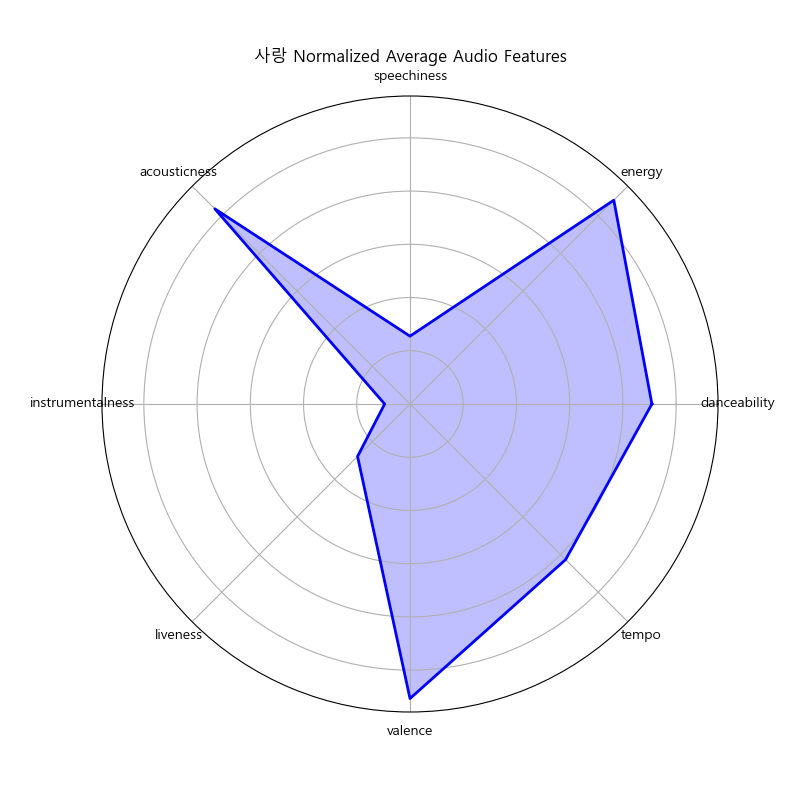 사랑 Normalized Average Audio Features
speechiness
acousticness
energy
instrumentalness
danceability
liveness
tempo
valence